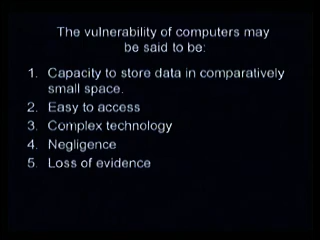 The vulnerability of computers may
be said to be:
1. Capacity to store data in comparatively
small space.
2. Easy to access
3. Complex technology
4. Negligence
5. Loss of evidence